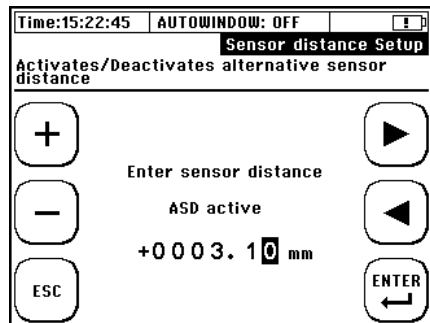 Time:15:22:45 AUTOWINDOW: OFF !
Sensor distance Setup
Activates/Deactivates alternative sensor
distance
+
Enter sensor distance
− ASD active
+0003.10 mm
ESC ENTER